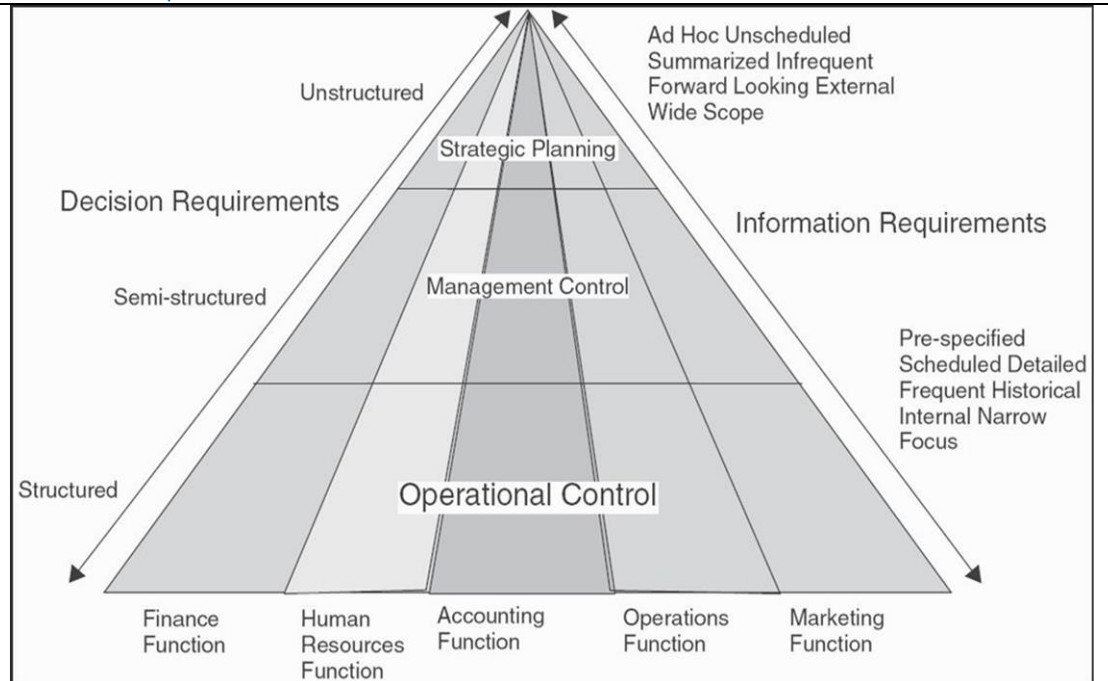 Ad Hoc Unscheduled
Summarized Infrequent
Forward Looking External
Wide Scope
Unstructured
Strategic Planning
Decision Requirements
Information Requirements
Management Control
Semi-structured
Pre-specified
Scheduled Detailed
Frequent Historical
Internal Narrow
Focus
Structured
Operational Control
Finance
Function
Human
Resources
Function
Accounting
Function
Operations
Function
Marketing
Function